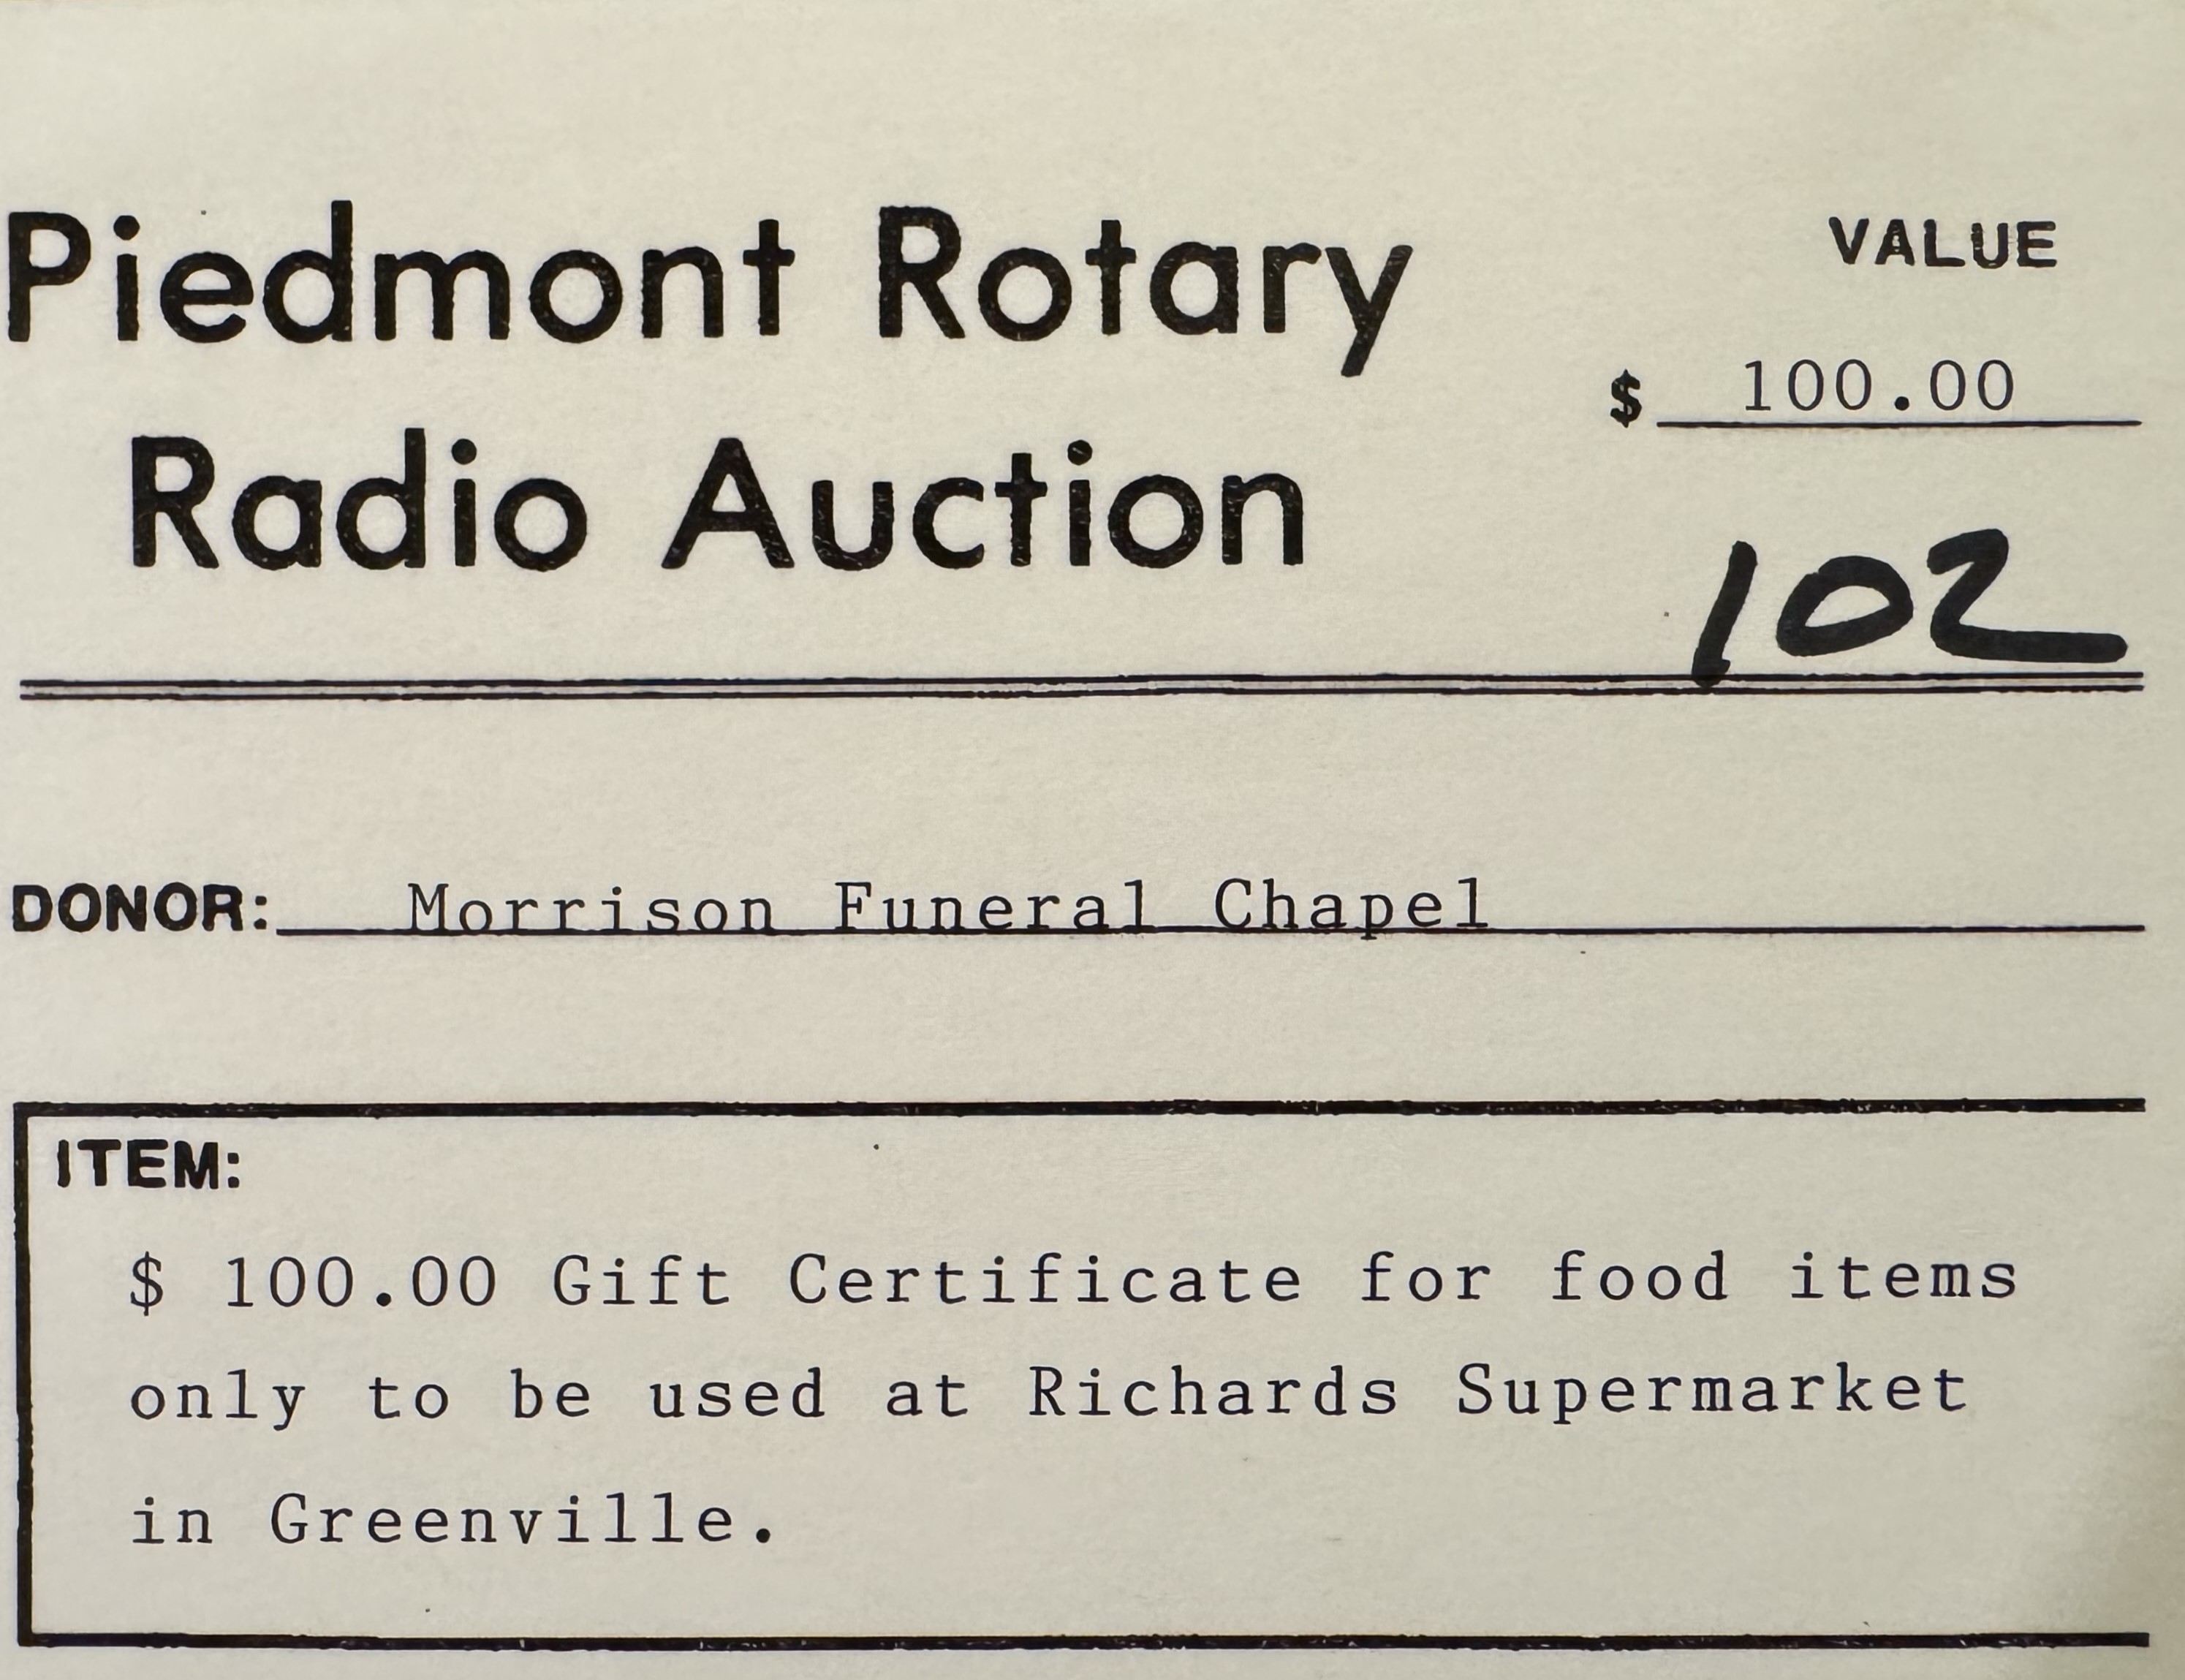 Piedmont Rotary
Radio Auction
VALUE
$ 100.00
102
DONOR: Morrison Funeral Chapel
ITEM:
$ 100.00 Gift Certificate for food items
only to be used at Richards Supermarket
in Greenville.